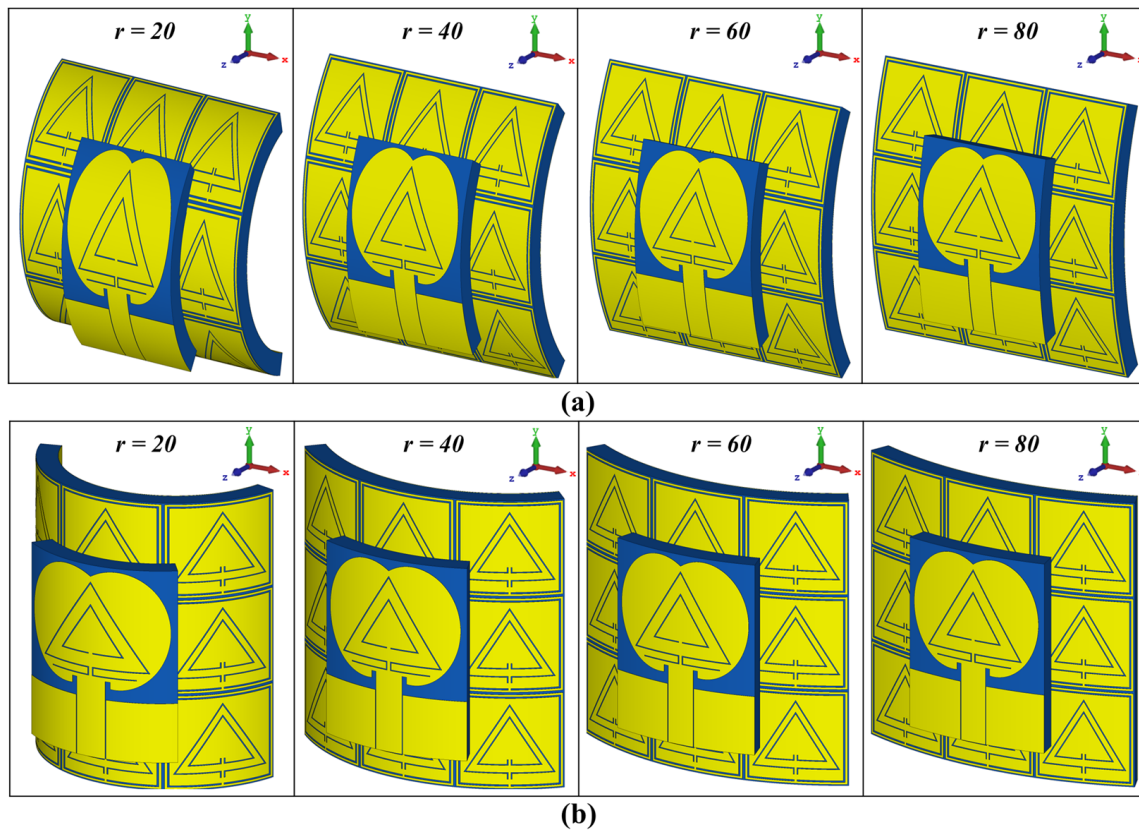 r = 20
y
z
x
r = 40
y
z
x
r = 60
y
z
x
r = 80
y
z
x
(a)
r = 20
y
z
x
r = 40
y
z
x
r = 60
y
z
x
r = 80
y
z
x
(b)